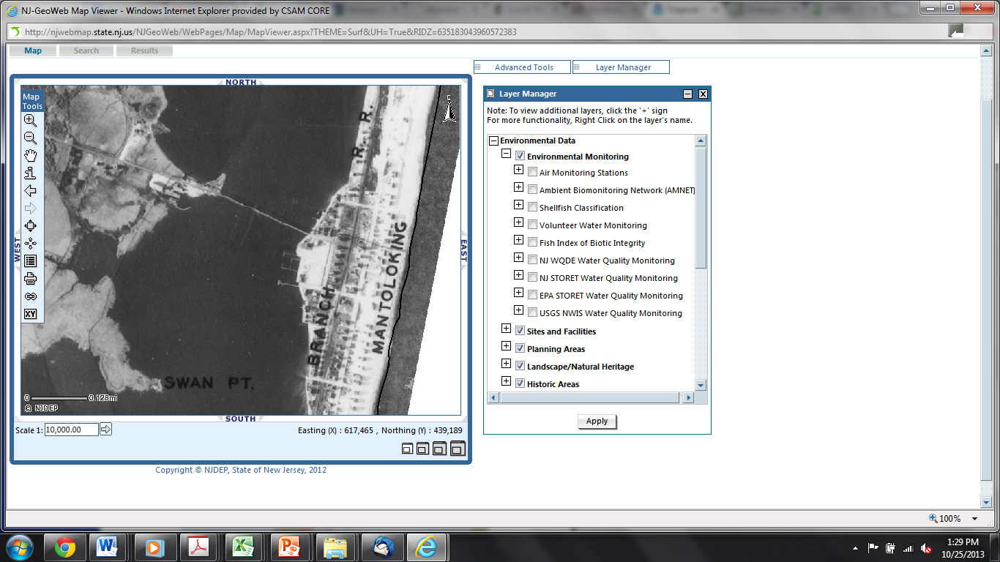 NJ-GeoWeb Map Viewer - Windows Internet Explorer provided by CSAM CORE
http://njwebmap.state.nj.us/NJGeoWeb/WebPages/Map/MapViewer.aspx?THEME=Surf&UH=True&RIDZ=635183043960572383
Map Search Results
Advanced Tools Layer Manager
NORTH
Map
Tools
WEST
EAST
BRANCH R. R.
MANTOLOKING
SWAN PT.
0 0.128mi
© NJDEP
SOUTH
Scale 1: 10,000.00
Easting (X) : 617,465 , Northing (Y) : 439,189
Copyright © NJDEP, State of New Jersey, 2012
XY
Layer Manager
Note: To view additional layers, click the '+' sign
For more functionality, Right Click on the layer's name.
Environmental Data
Environmental Monitoring
Air Monitoring Stations
Ambient Biomonitoring Network (AMNET)
Shellfish Classification
Volunteer Water Monitoring
Fish Index of Biotic Integrity
NJ WQDE Water Quality Monitoring
NJ STORET Water Quality Monitoring
EPA STORET Water Quality Monitoring
USGS NWIS Water Quality Monitoring
Sites and Facilities
Planning Areas
Landscape/Natural Heritage
Historic Areas
Apply
100%
1:29 PM
10/25/2013